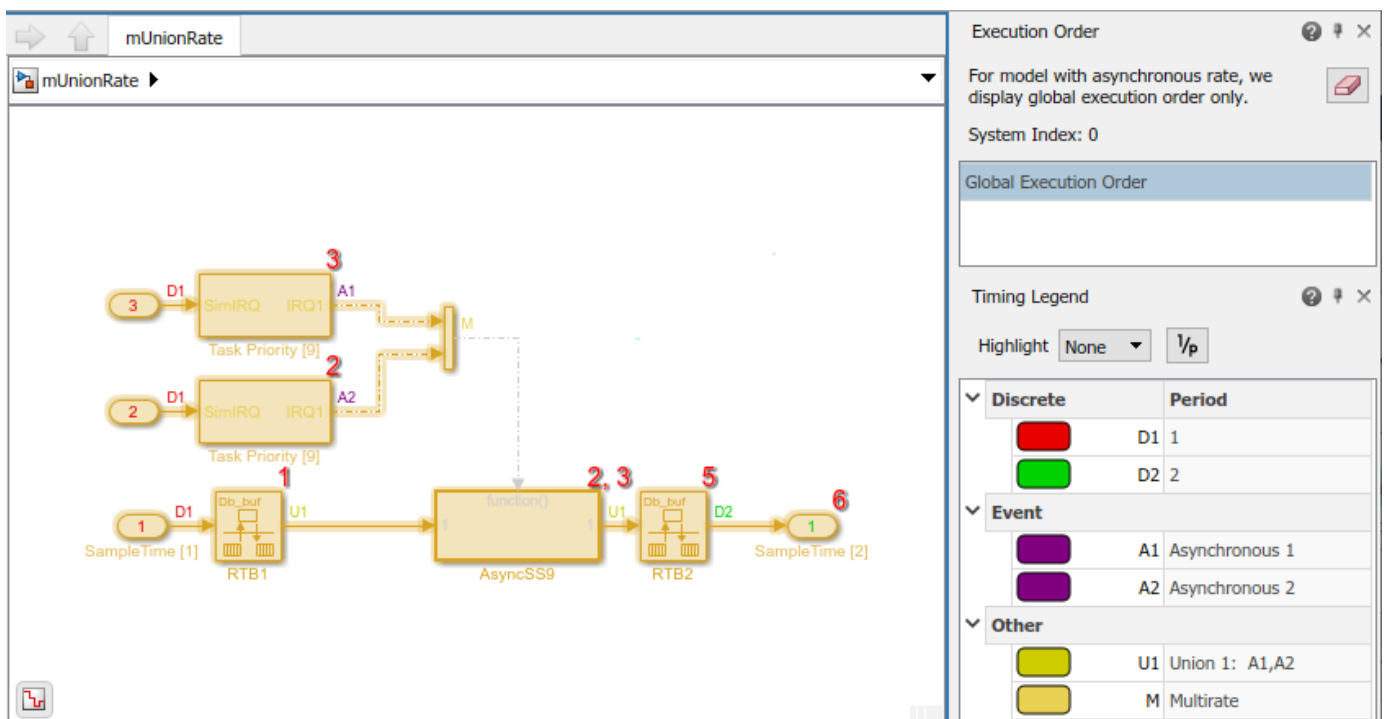 mUnionRate
mUnionRate
3
3
D1
SimIRQ
IRQ1
A1
M
Task Priority [9]
2
2
D1
SimIRQ
IRQ1
A2
Task Priority [9]
1
2, 3
5
6
1
D1
Db_buf
U1
function()
1
1
U1
Db_buf
D2
1
SampleTime [1]
RTB1
AsyncSS9
RTB2
SampleTime [2]
Execution Order
For model with asynchronous rate, we
display global execution order only.
System Index: 0
Global Execution Order
Timing Legend
Highlight None 1/P
Discrete Period
D1 1
D2 2
Event
A1 Asynchronous 1
A2 Asynchronous 2
Other
U1 Union 1: A1,A2
M Multirate